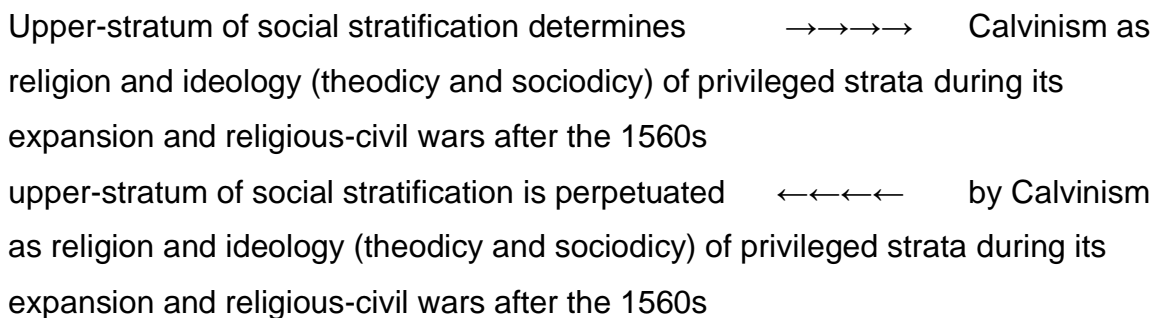 Upper-stratum of social stratification determines →→→→ Calvinism as
religion and ideology (theodicy and sociodicy) of privileged strata during its
expansion and religious-civil wars after the 1560s
upper-stratum of social stratification is perpetuated ←←←← by Calvinism
as religion and ideology (theodicy and sociodicy) of privileged strata during its
expansion and religious-civil wars after the 1560s